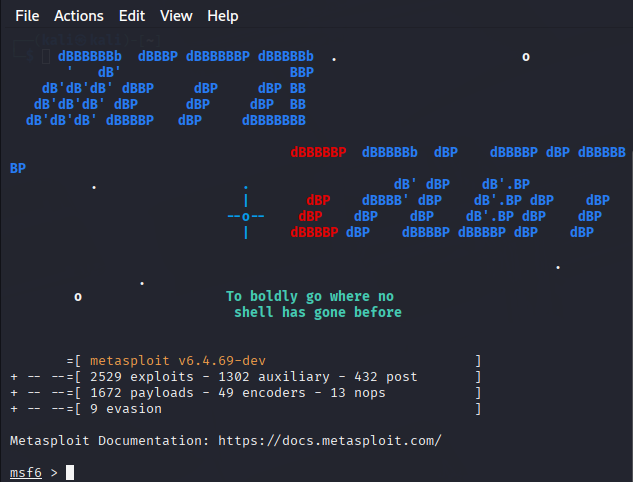 File Actions Edit View Help
dBBBBBBb dBBBP dBBBBBBP dBBBBBb . o
' dB' BBP
dB'dB'dB' dBBP dBP dBP BB
dB'dB'dB' dBP dBP dBP BB
dB'dB'dB' dBBBBP dBP dBBBBBBB
dBBBBBP dBBBBBb dBP dBBBBP dBP dBBBBB
BP
. . dB' dBP dB'.BP
| dBP dBBBB' dBP dB'.BP dBP dBP
--o-- dBP dBP dBP dB'.BP dBP dBP
| dBBBBP dBP dBBBBP dBBBBP dBP dBP
.
.
o To boldly go where no
shell has gone before
=[ metasploit v6.4.69-dev ]
+ -- --=[ 2529 exploits - 1302 auxiliary - 432 post ]
+ -- --=[ 1672 payloads - 49 encoders - 13 nops ]
+ -- --=[ 9 evasion ]
Metasploit Documentation: https://docs.metasploit.com/
msf6 >